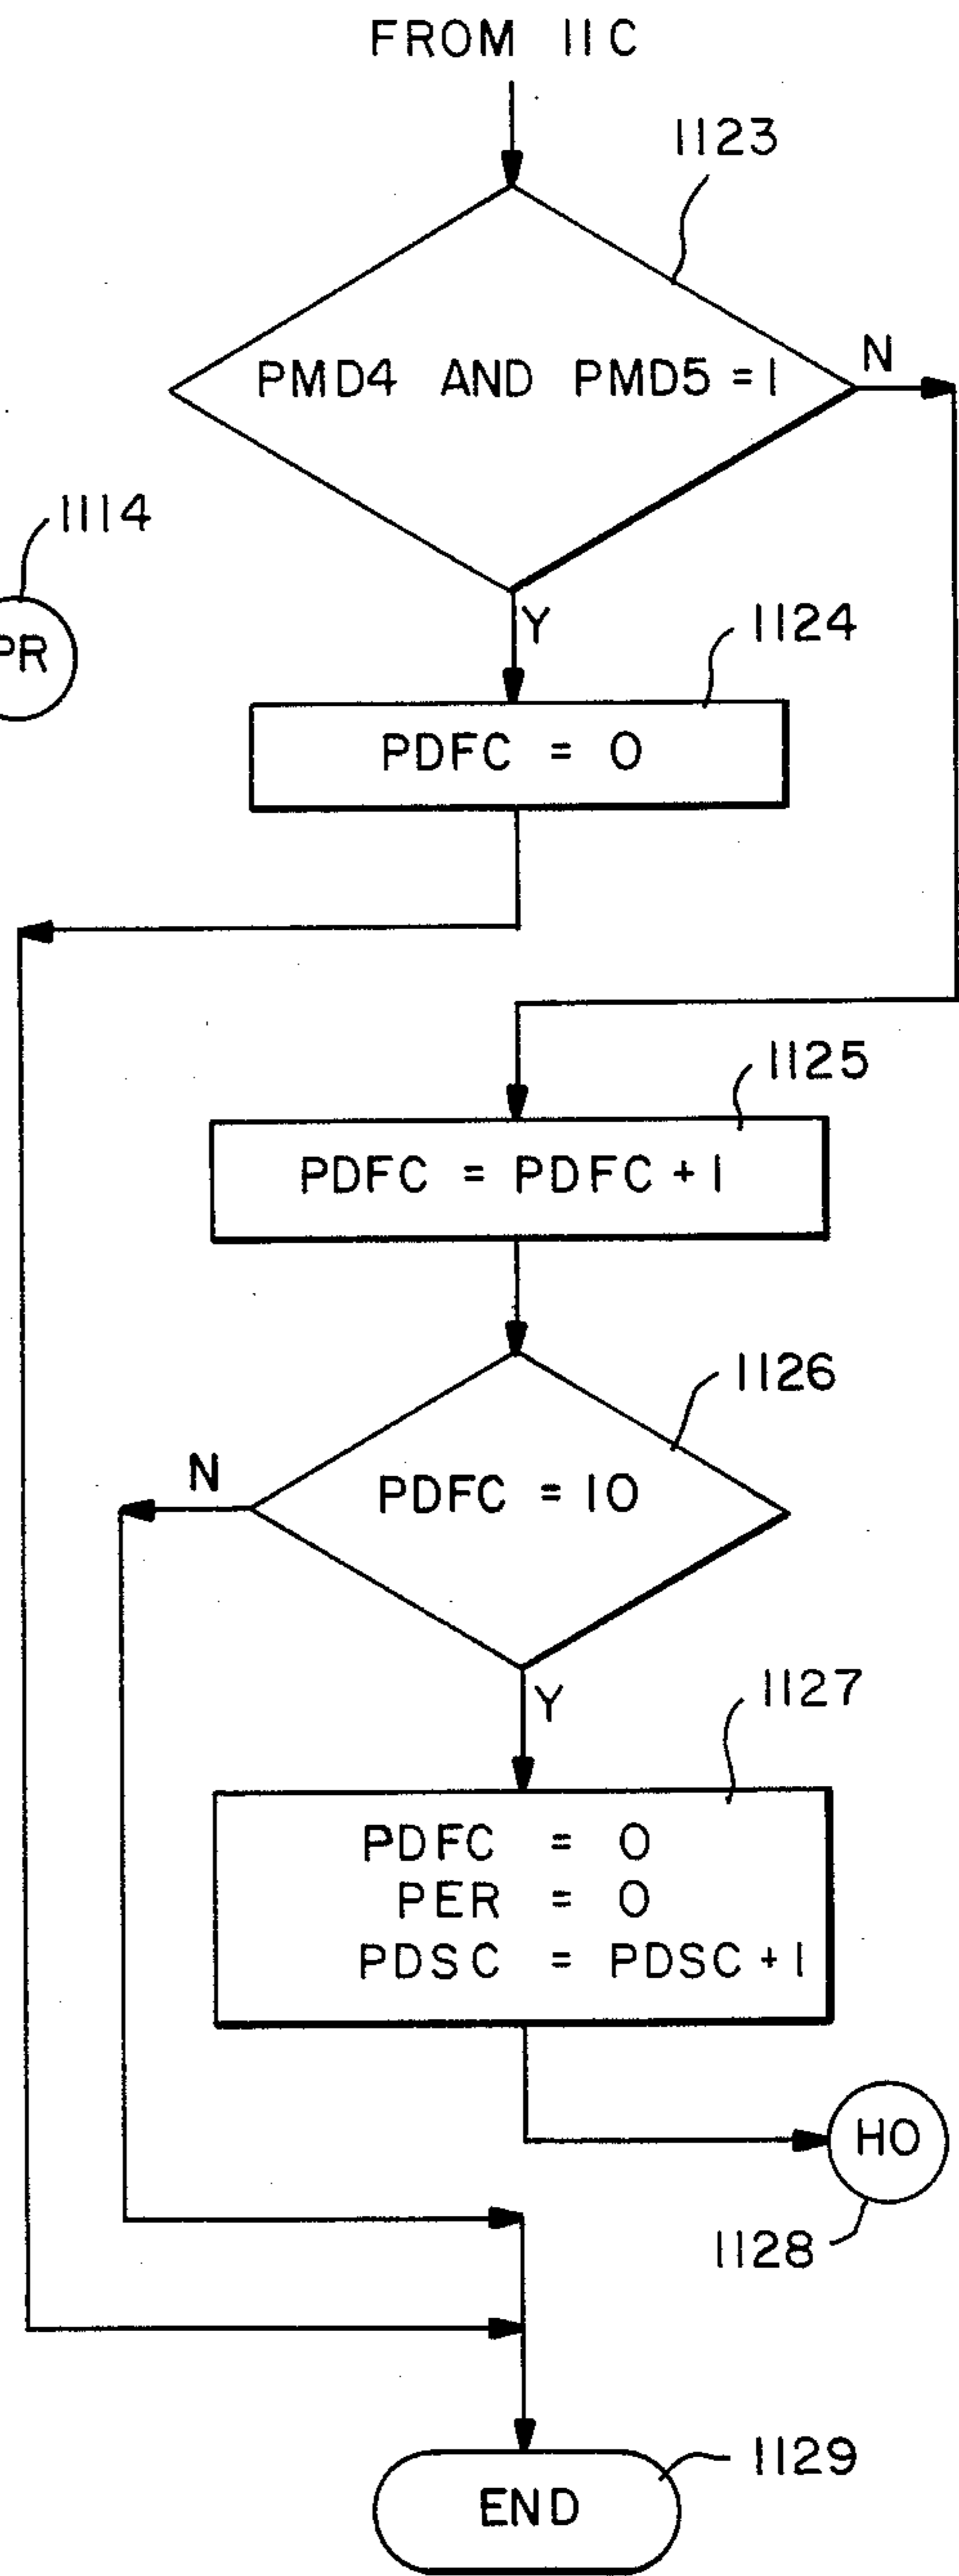 FROM 11C
1123
PMD4 AND PMD5 = 1
N
1114
PR
Y
1124
PDFC = 0
1125
PDFC = PDFC + 1
1126
N
PDFC = 10
Y
1127
PDFC = 0
PER = 0
PDSC = PDSC + 1
HO
1128
1129
END